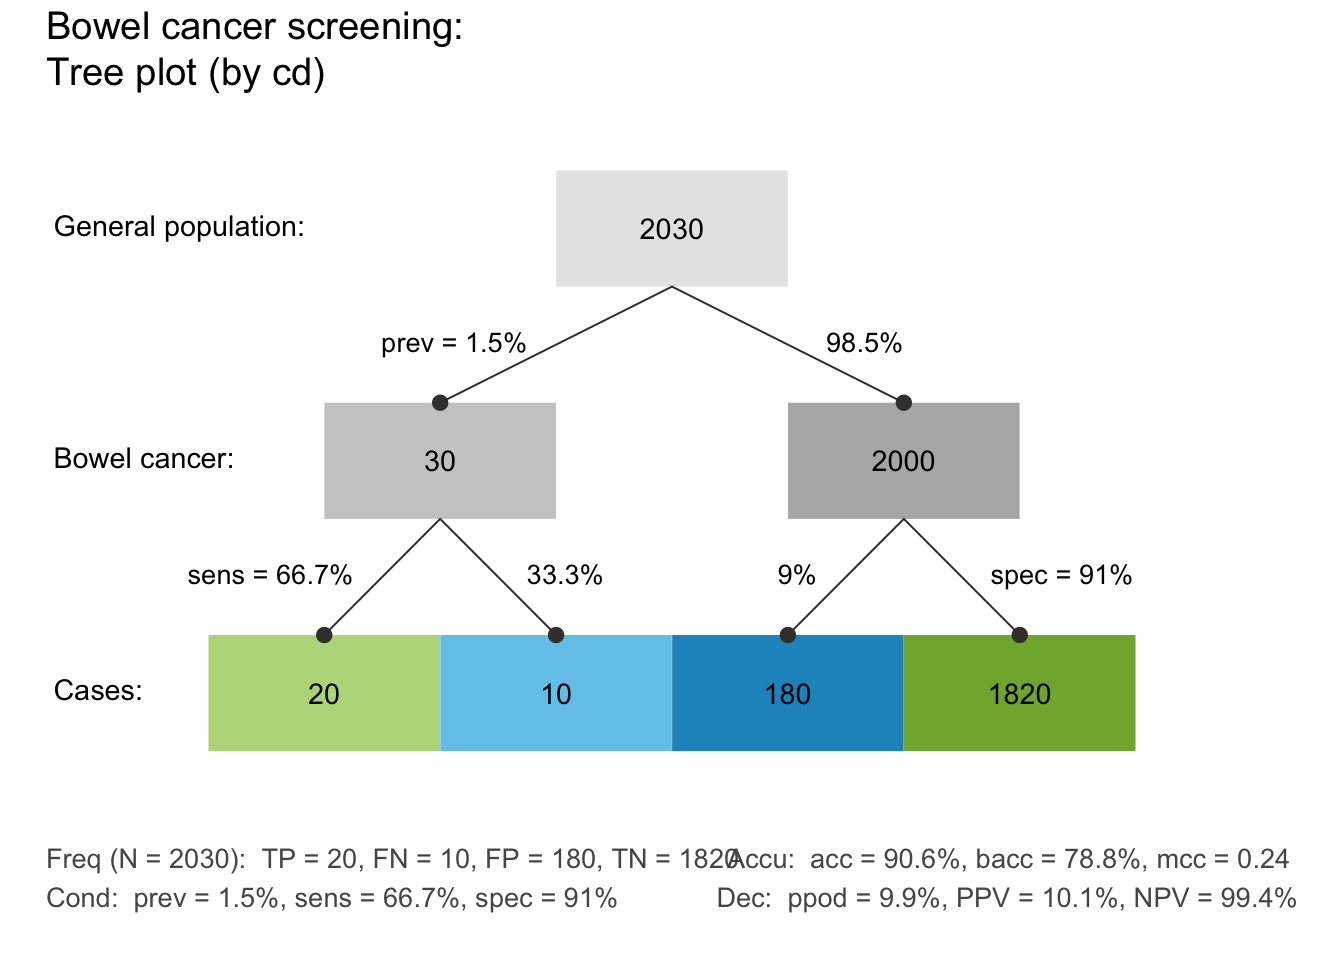 Bowel cancer screening:
Tree plot (by cd)
General population:
2030
prev = 1.5%
98.5%
Bowel cancer:
30
2000
sens = 66.7%
33.3%
9%
spec = 91%
Cases:
20
10
180
1820
Freq (N = 2030):  TP = 20, FN = 10, FP = 180, TN = 1820
Accu:  acc = 90.6%, bacc = 78.8%, mcc = 0.24
Cond:  prev = 1.5%, sens = 66.7%, spec = 91%
Dec:  ppod = 9.9%, PPV = 10.1%, NPV = 99.4%